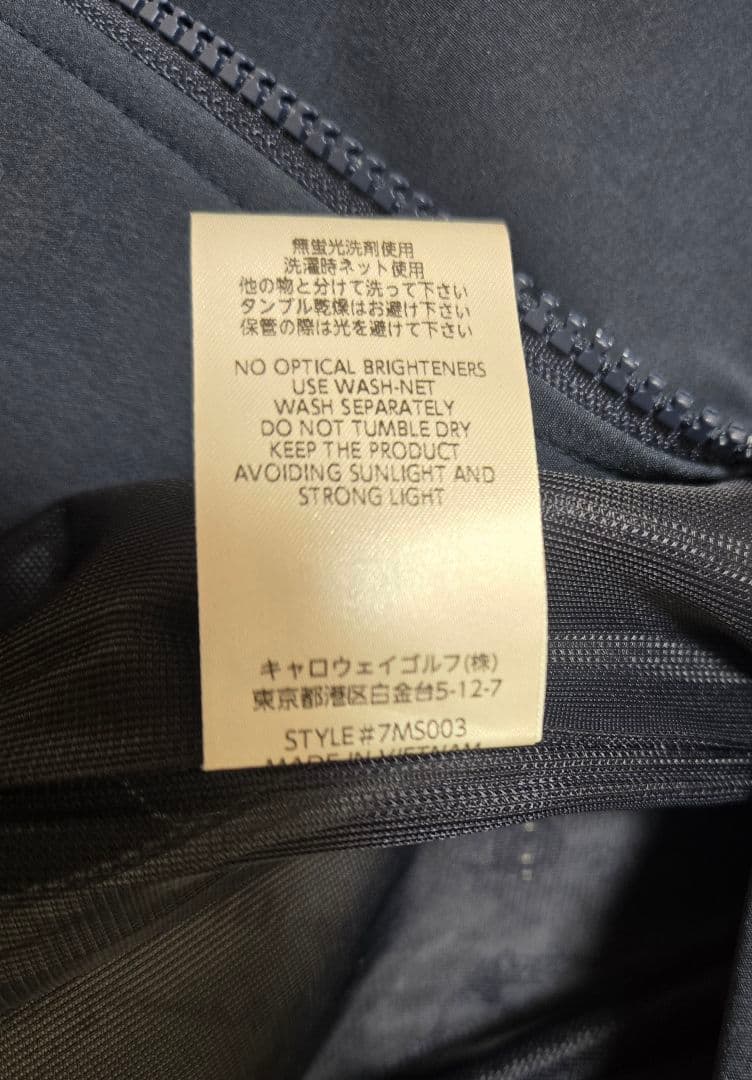 無蛍光洗剤使用
洗濯時ネット使用
他の物と分けて洗って下さい
タンブル乾燥はお避け下さい
保管の際は光を避けて下さい
NO OPTICAL BRIGHTENERS
USE WASH-NET
WASH SEPARATELY
DO NOT TUMBLE DRY
KEEP THE PRODUCT
AVOIDING SUNLIGHT AND
STRONG LIGHT
キャロウェイゴルフ(株)
東京都港区白金台5-12-7
STYLE#7MS003
MADE IN VIETNAM